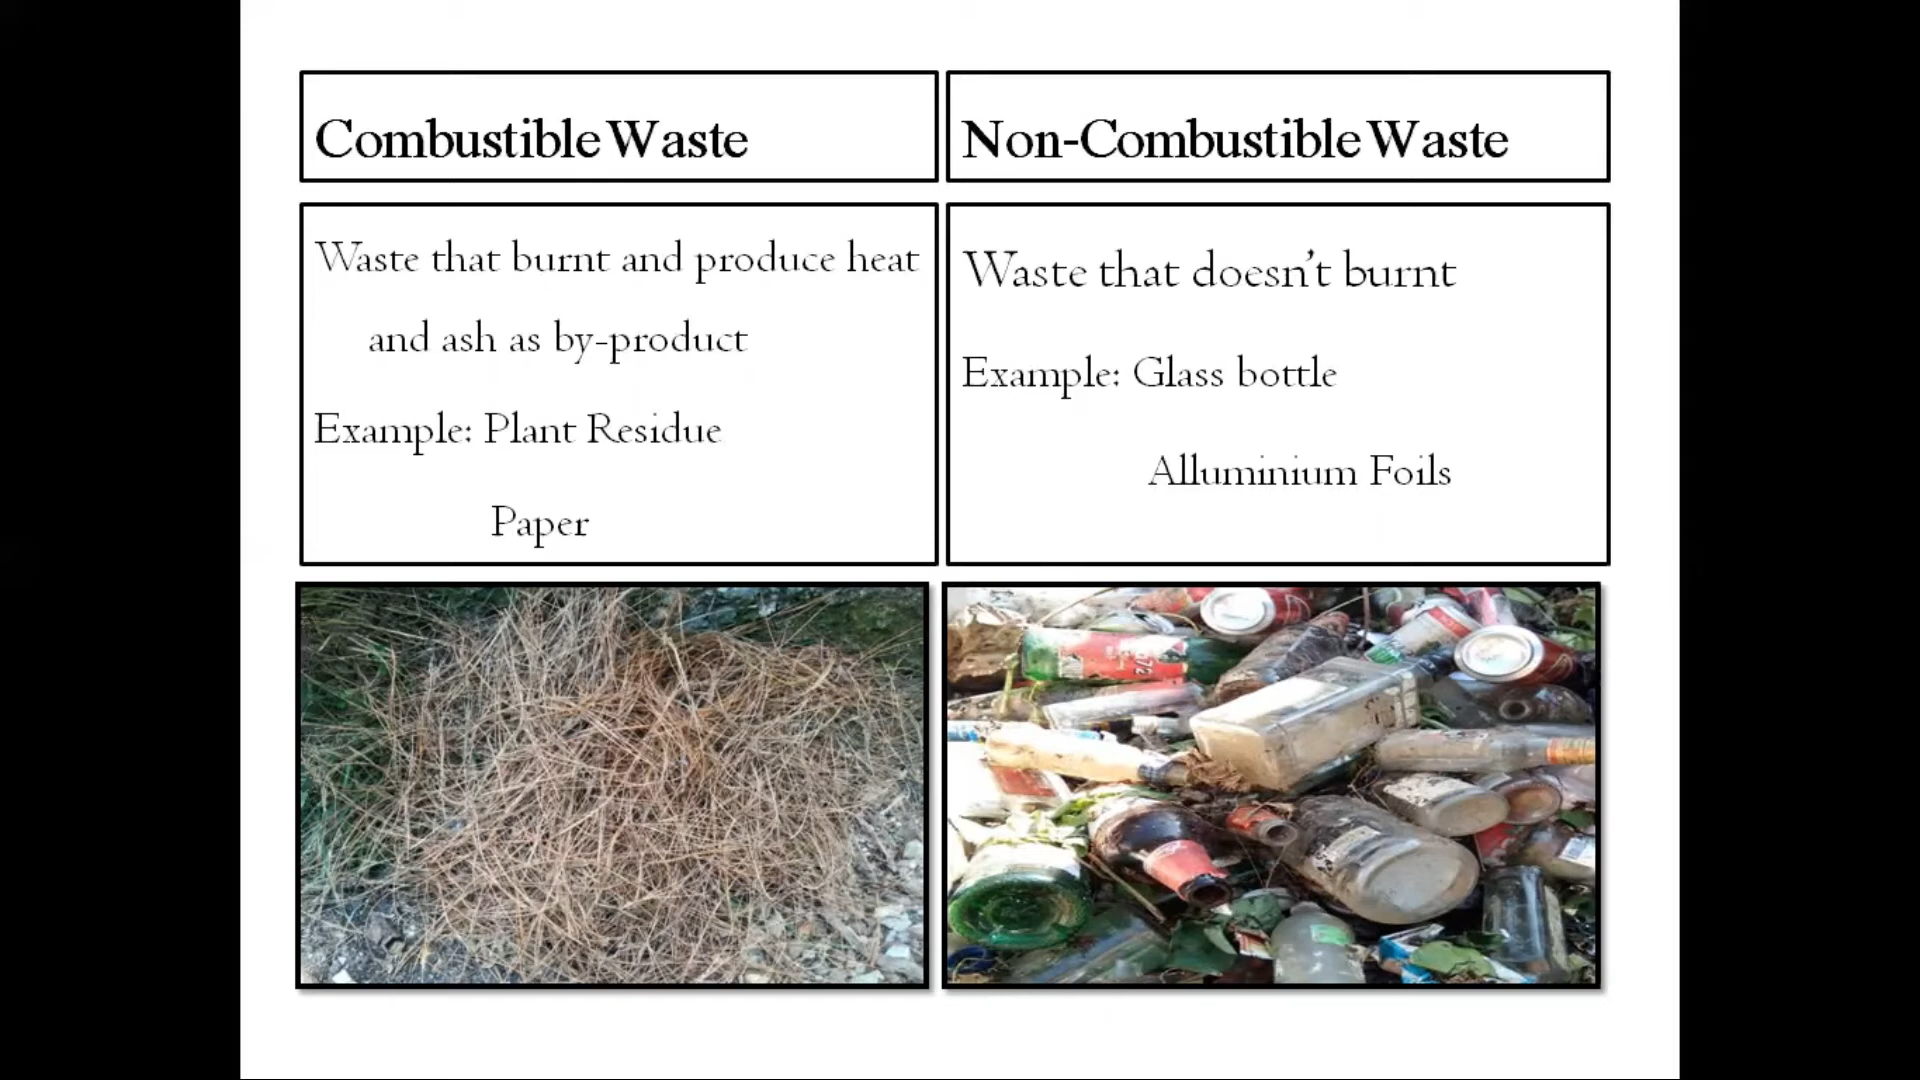 Combustible Waste
Non-Combustible Waste
Waste that burnt and produce heat
and ash as by-product
Example: Plant Residue
Paper
Waste that doesn't burnt
Example: Glass bottle
Alluminium Foils